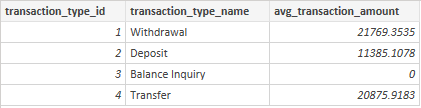 transaction_type_id transaction_type_name avg_transaction_amount
1 Withdrawal 21769.3535
2 Deposit 11385.1078
3 Balance Inquiry 0
4 Transfer 20875.9183